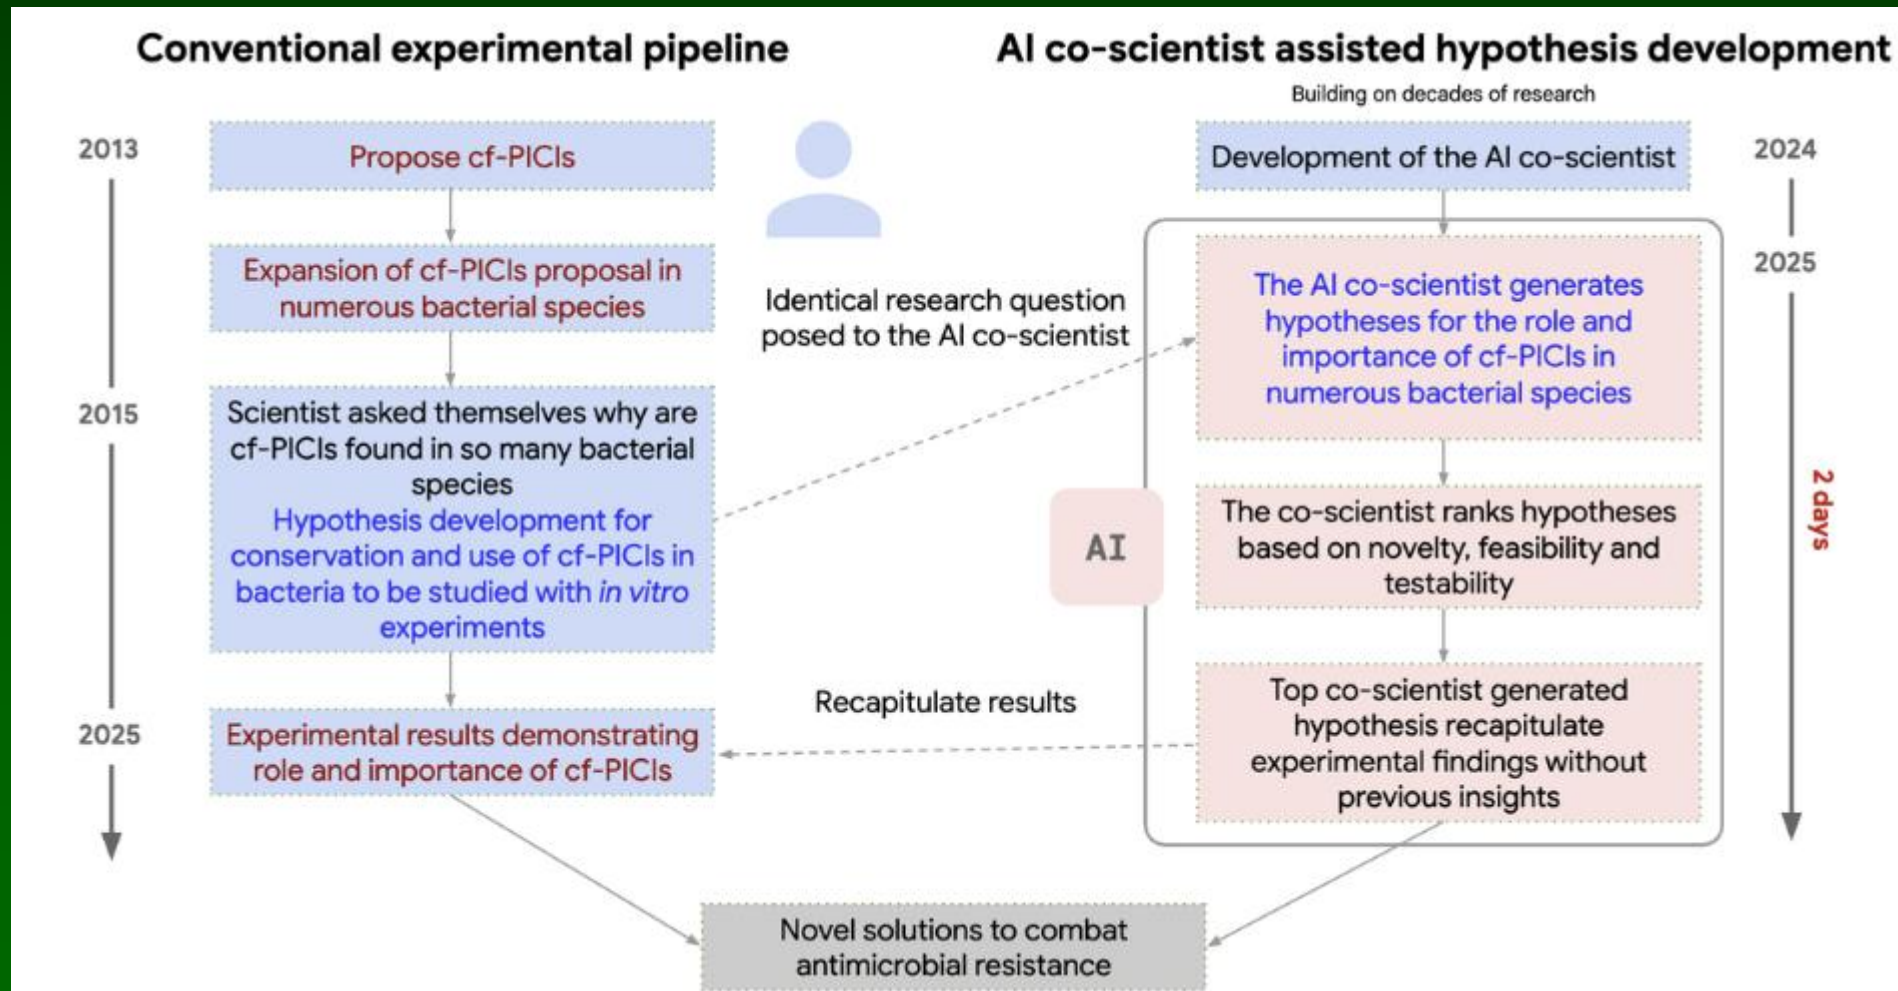 Conventional experimental pipeline
AI co-scientist assisted hypothesis development
Building on decades of research
2013
Propose cf-PICIs
Expansion of cf-PICIs proposal in
numerous bacterial species
2015
Scientist asked themselves why are
cf-PICIs found in so many bacterial
species
Hypothesis development for
conservation and use of cf-PICIs in
bacteria to be studied with in vitro
experiments
2025
Experimental results demonstrating
role and importance of cf-PICIs
Identical research question
posed to the AI co-scientist
AI
Recapitulate results
Development of the AI co-scientist
2024
2025
The AI co-scientist generates
hypotheses for the role and
importance of cf-PICIs in
numerous bacterial species
The co-scientist ranks hypotheses
based on novelty, feasibility and
testability
2 days
Top co-scientist generated
hypothesis recapitulate
experimental findings without
previous insights
Novel solutions to combat
antimicrobial resistance